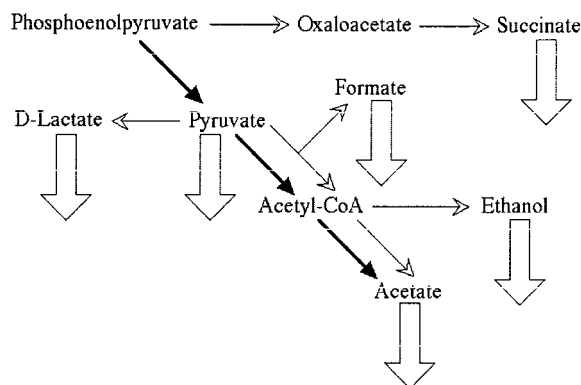 Phosphoenolpyruvate Oxaloacetate Succinate
Formate
D-Lactate Pyruvate
Acetyl-CoA Ethanol
Acetate